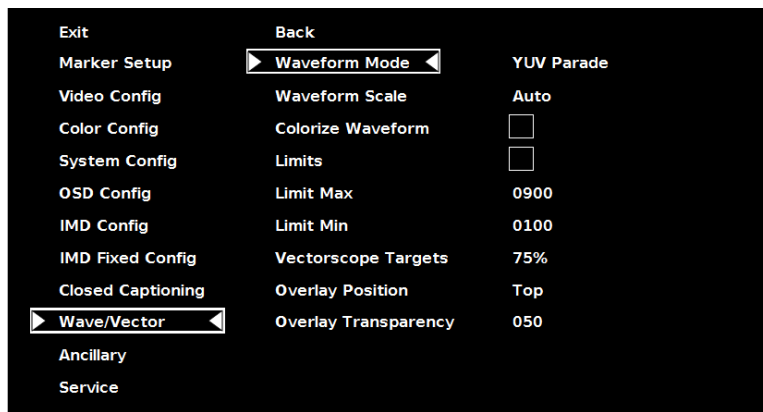 Exit Back
Marker Setup Waveform Mode YUV Parade
Video Config Waveform Scale Auto
Color Config Colorize Waveform
System Config Limits
OSD Config Limit Max 0900
IMD Config Limit Min 0100
IMD Fixed Config Vectorscope Targets 75%
Closed Captioning Overlay Position Top
Wave/Vector Overlay Transparency 050
Ancillary
Service